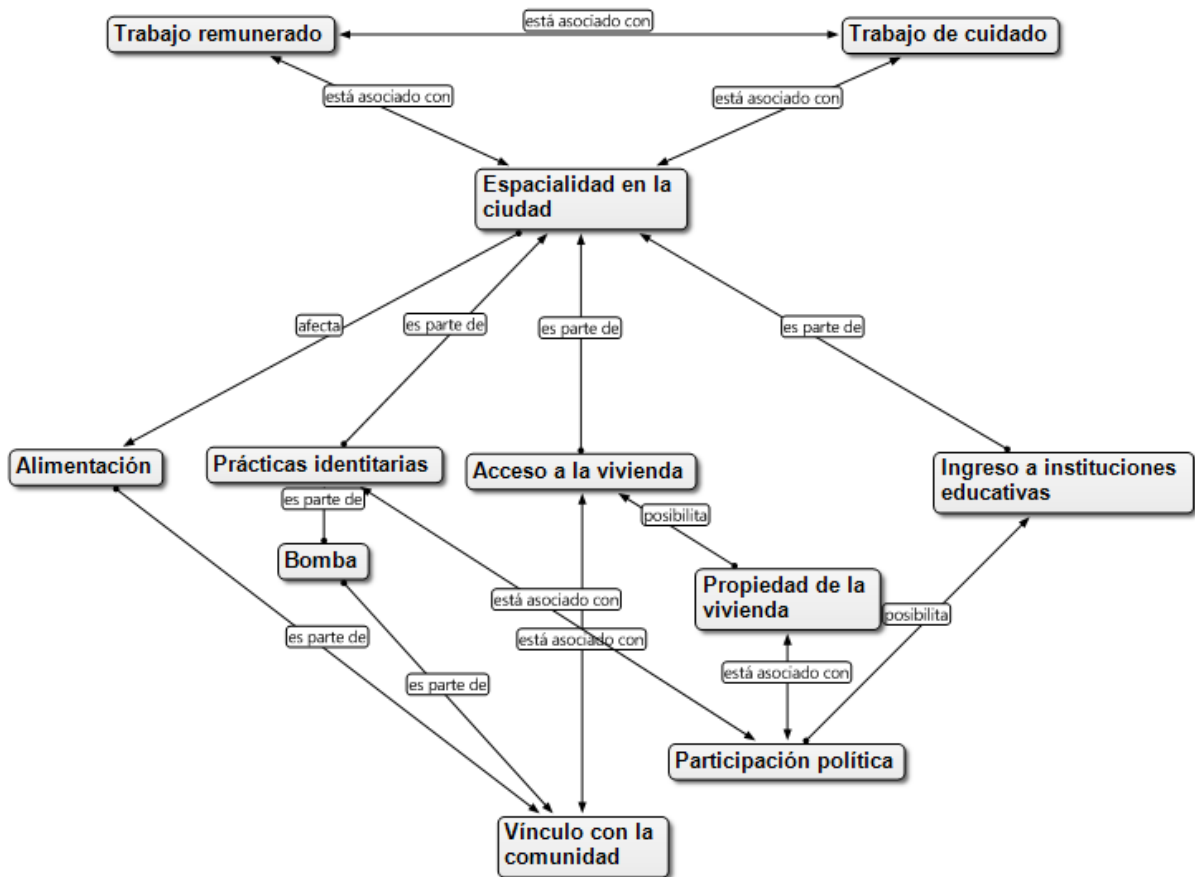 está asociado con
Trabajo remunerado
Trabajo de cuidado
está asociado con
está asociado con
Espacialidad en la
ciudad
afecta
es parte de
es parte de
es parte de
Alimentación
Prácticas identitarias
Acceso a la vivienda
Ingreso a instituciones
educativas
es parte de
posibilita
Bomba
Propiedad de la
vivienda
está asociado con
posibilita
es parte de
está asociado con
está asociado con
es parte de
Participación política
Vínculo con la
comunidad